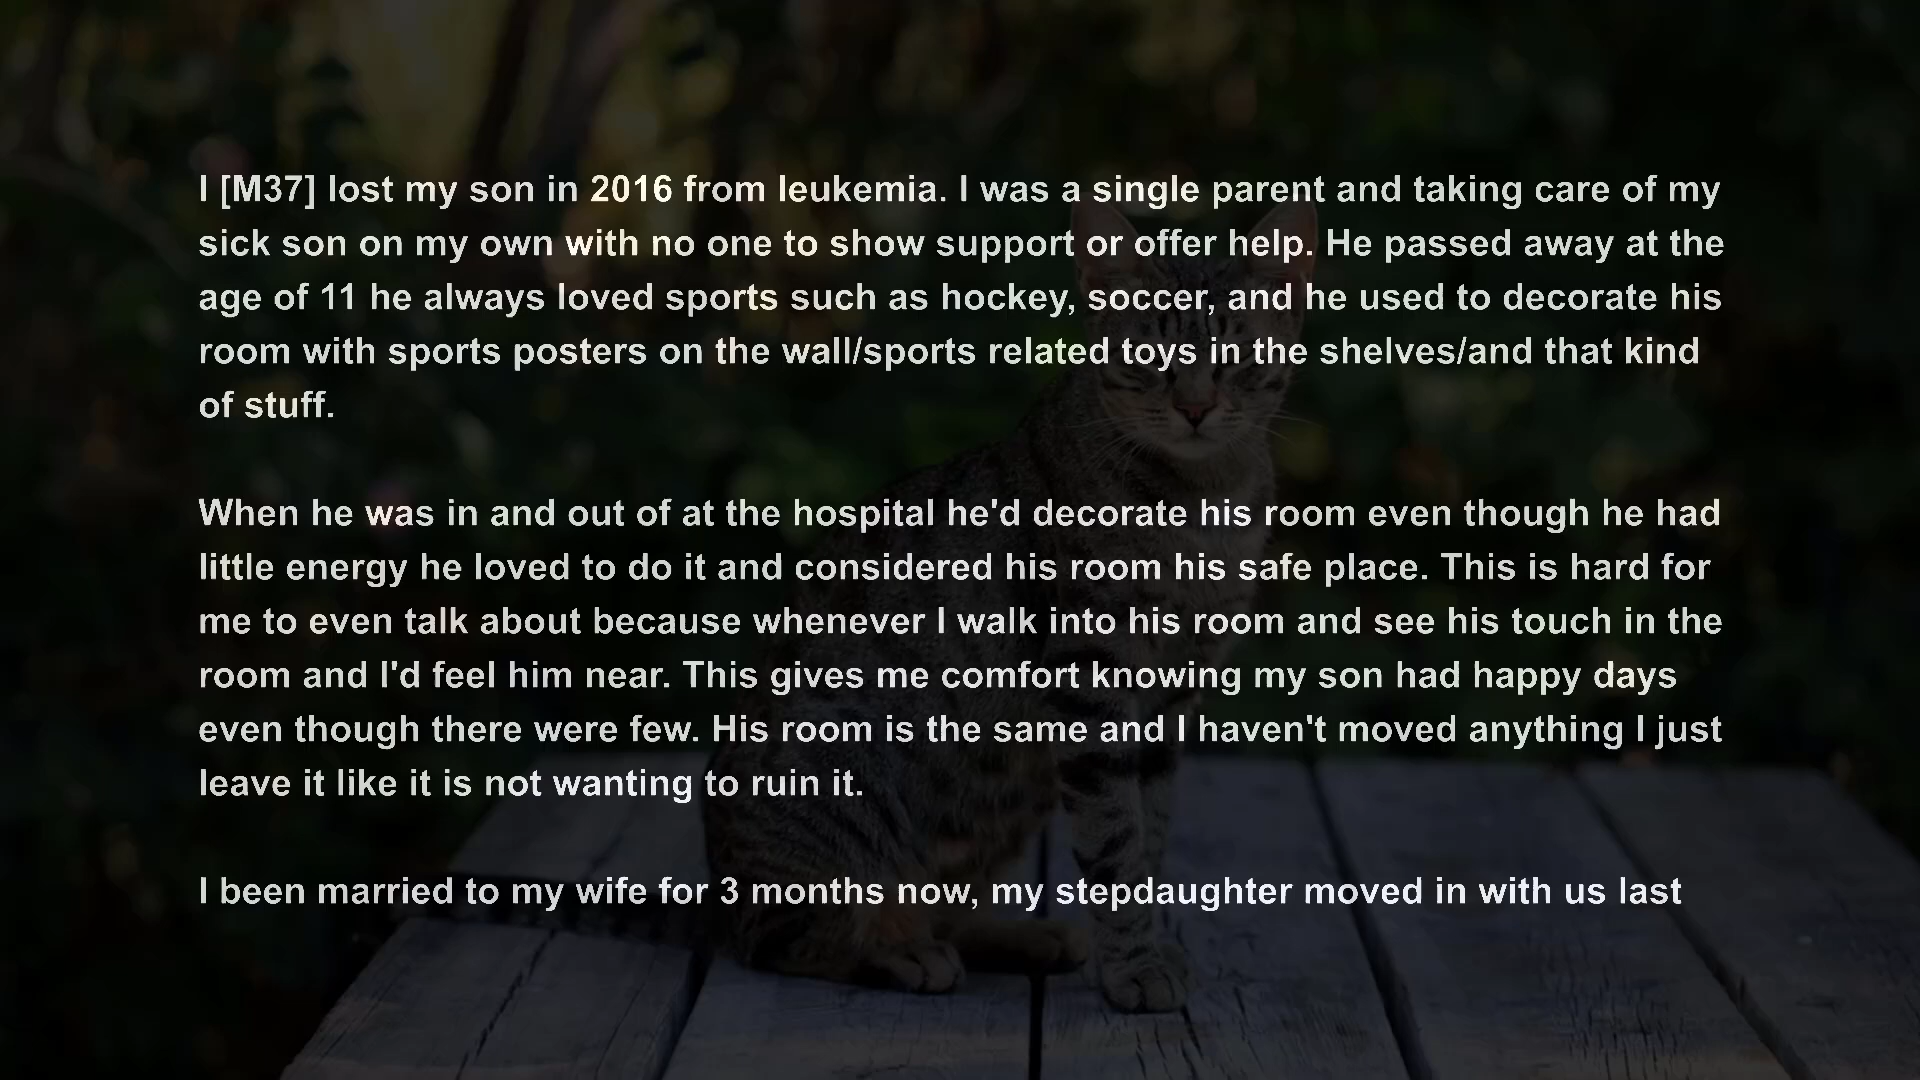 I [M37] lost my son in 2016 from leukemia. I was a single parent and taking care of my
sick son on my own with no one to show support or offer help. He passed away at the
age of 11 he always loved sports such as hockey, soccer, and he used to decorate his
room with sports posters on the wall/sports related toys in the shelves/and that kind
of stuff.
When he was in and out of at the hospital he'd decorate his room even though he had
little energy he loved to do it and considered his room his safe place. This is hard for
me to even talk about because whenever I walk into his room and see his touch in the
room and I'd feel him near. This gives me comfort knowing my son had happy days
even though there were few. His room is the same and I haven't moved anything I just
leave it like it is not wanting to ruin it.
I been married to my wife for 3 months now, my stepdaughter moved in with us last